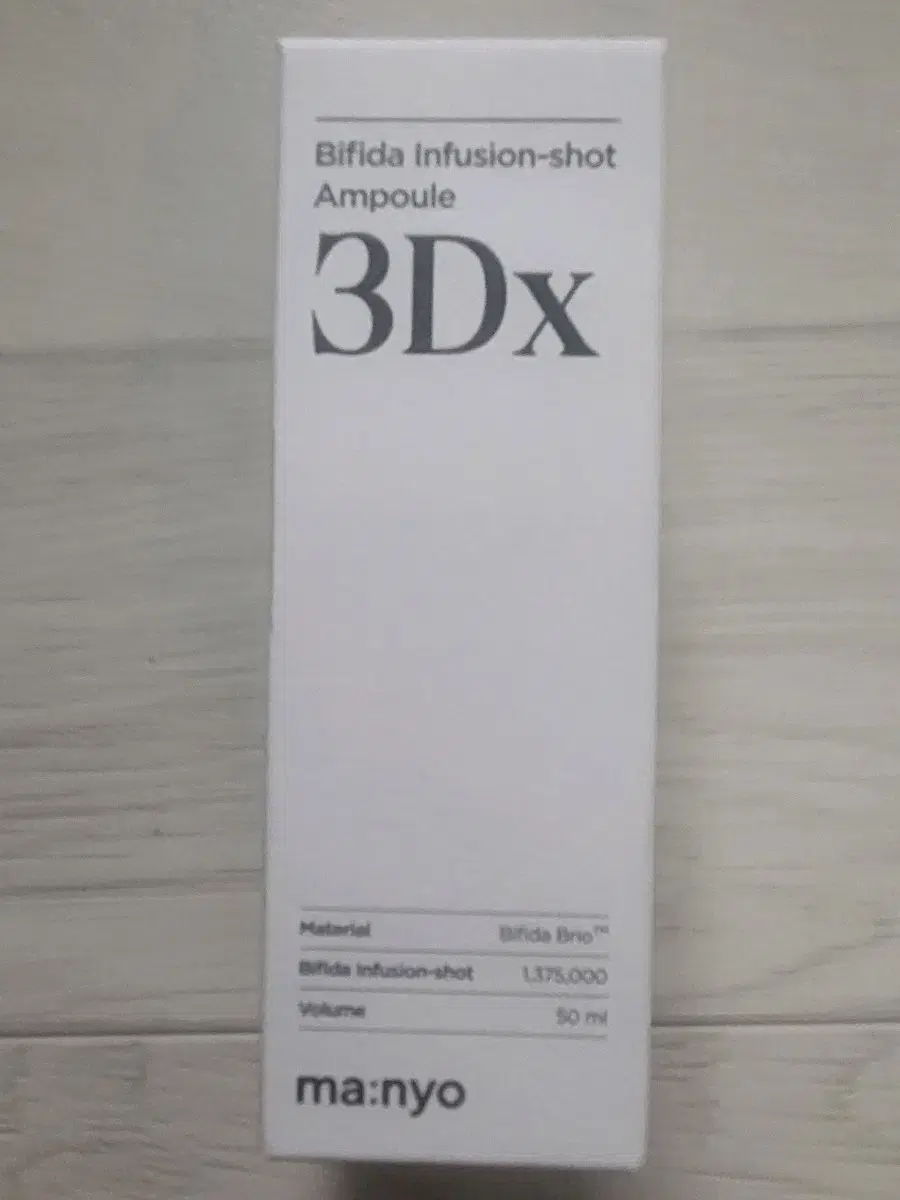 Bifida Infusion-shot
Ampoule
3Dx
Material Bifida Brio™
Bifida Infusion-shot 1,375,000
Volume 50 ml
ma:nyo